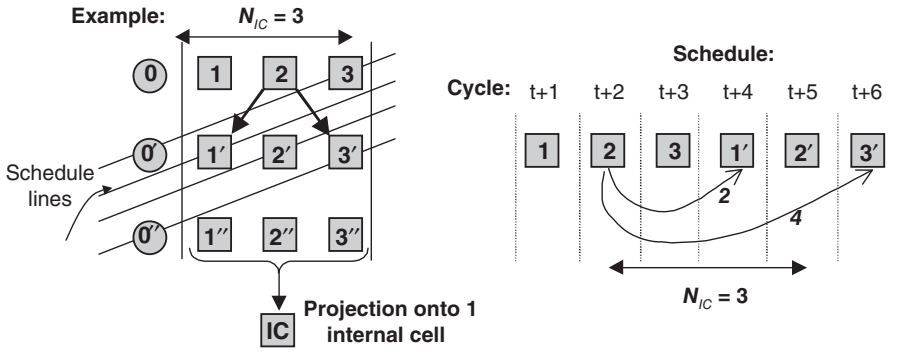 Example:
N_IC = 3
0 1 2 3
0′ 1′ 2′ 3′
Schedule
lines
0″ 1″ 2″ 3″
IC
Projection onto 1
internal cell
Schedule:
Cycle: t+1 t+2 t+3 t+4 t+5 t+6
1 2 3 1′ 2′ 3′
2
4
N_IC = 3